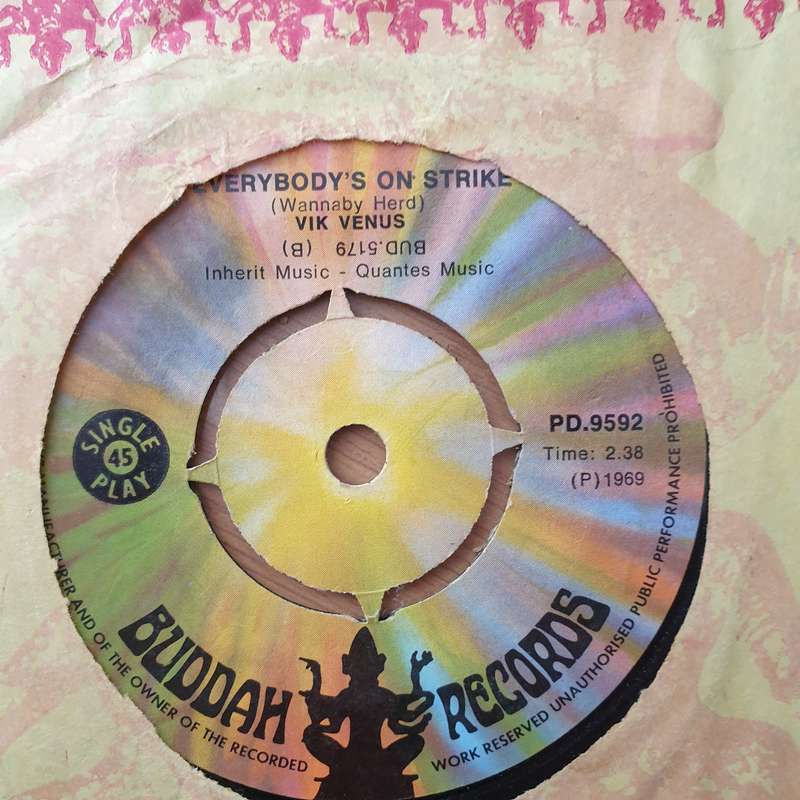 EVERYBODY'S ON STRIKE
(Wannaby Herd)
VIK VENUS
BUD.5179 (B)
Inherit Music - Quantes Music
SINGLE
45
PLAY
PD.9592
Time: 2.38
(P)1969
BUDDAH RECORDS
MANUFACTURER AND OF THE OWNER OF THE RECORDED
WORK RESERVED UNAUTHORISED PUBLIC PERFORMANCE PROHIBITED